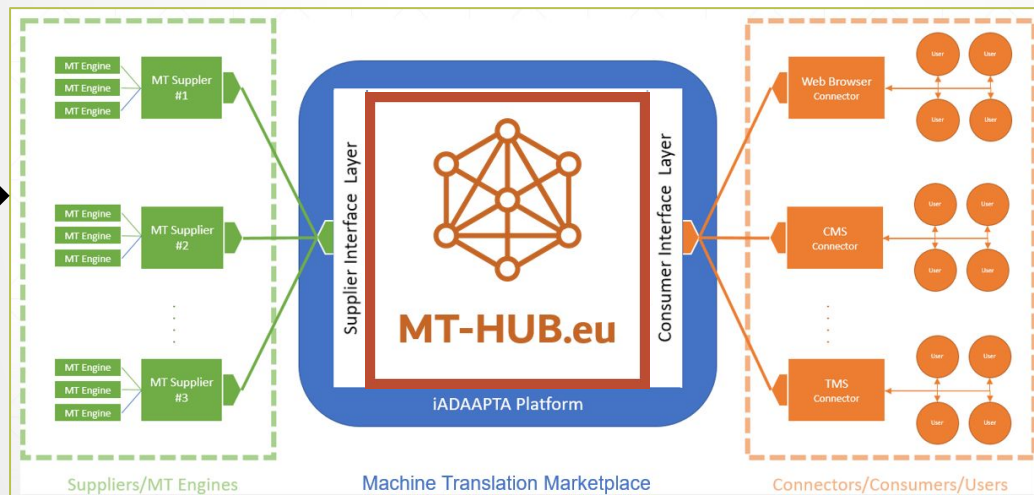 MT Engine
MT Engine
MT Engine
MT Suppler
#1
MT Engine
MT Engine
MT Engine
MT Supplier
#2
MT Engine
MT Engine
MT Engine
MT Supplier
#3
Suppliers/MT Engines
Supplier Interface Layer
MT-HUB.eu
Consumer Interface Layer
iADAAPTA Platform
Machine Translation Marketplace
Web Browser
Connector
User
User
User
User
CMS
Connector
User
User
User
User
TMS
Connector
User
User
User
User
Connectors/Consumers/Users